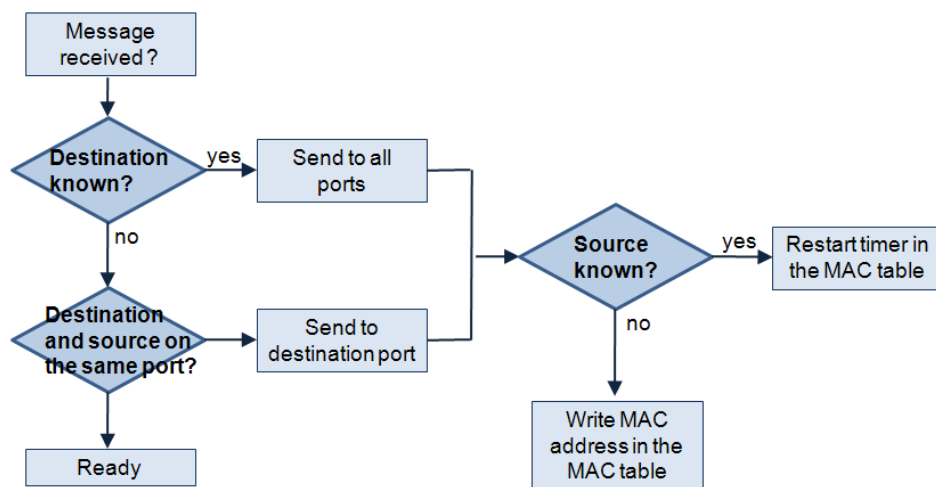 Message
received ?
Destination
known?
yes
Send to all
ports
no
Source
known?
yes
Restart timer in
the MAC table
Destination
and source on
the same port?
Send to
destination port
no
Write MAC
address in the
MAC table
Ready